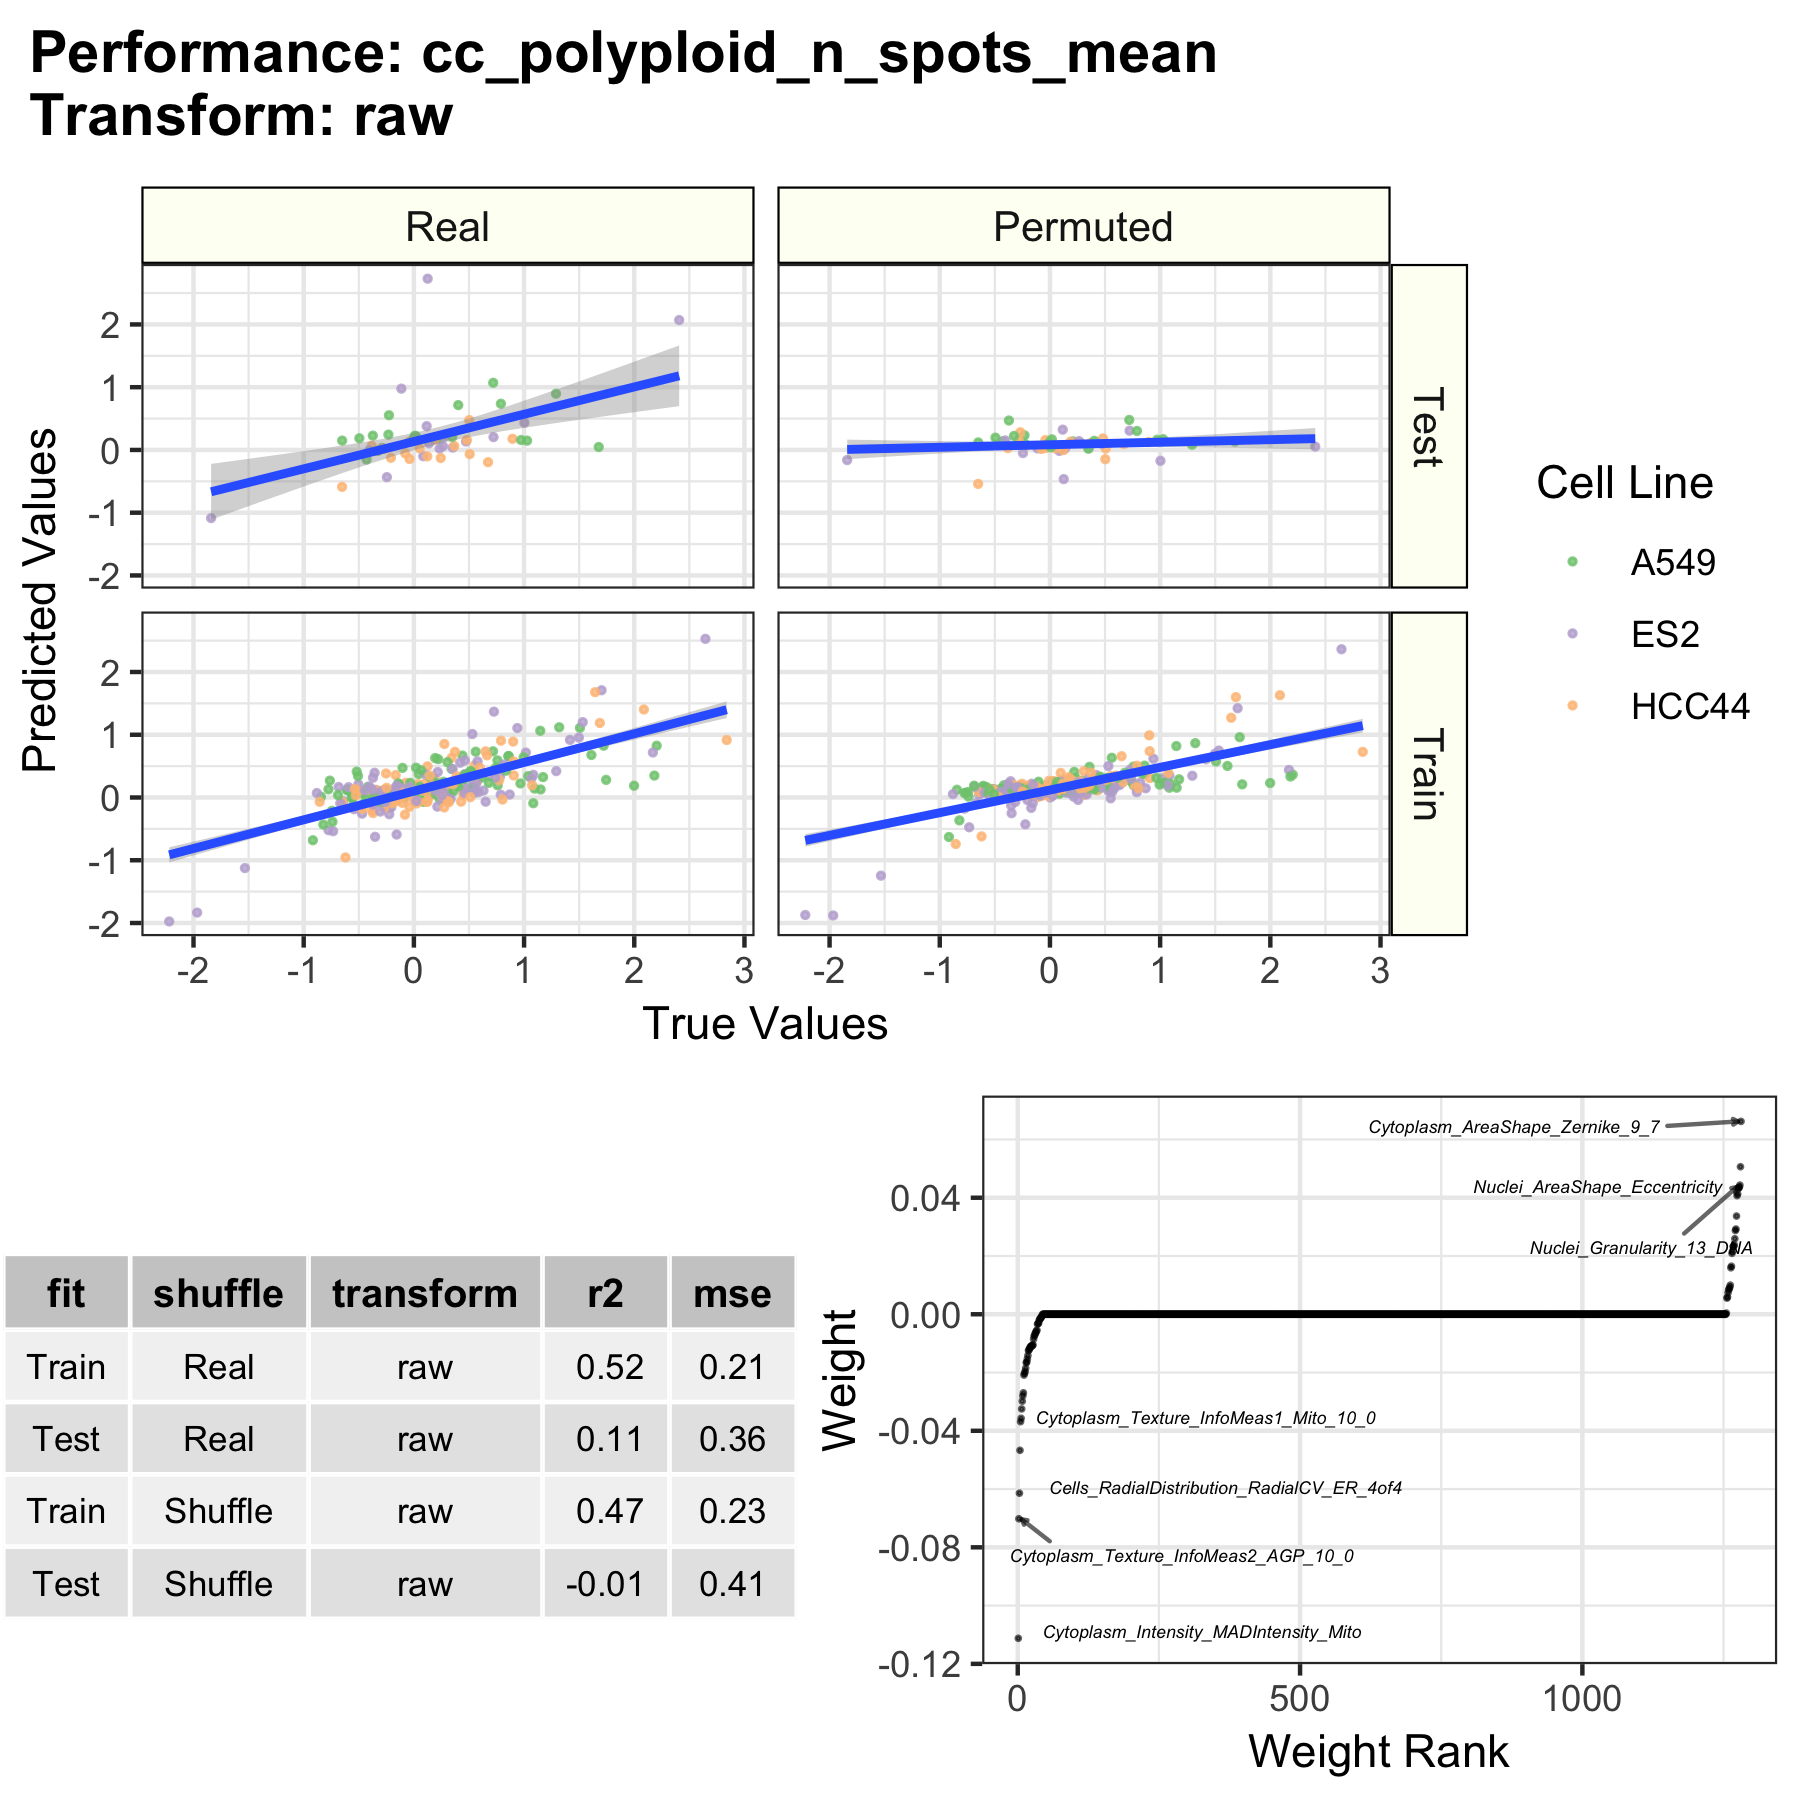 Performance: cc_polyploid_n_spots_mean
Transform: raw
Real
Permuted
2
1
0
-1
-2
Test
2
1
0
-1
-2
Train
Predicted Values
-2 -1 0 1 2 3
-2 -1 0 1 2 3
True Values
Cell Line
A549
ES2
HCC44
fit shuffle transform r2 mse
Train Real raw 0.52 0.21
Test Real raw 0.11 0.36
Train Shuffle raw 0.47 0.23
Test Shuffle raw -0.01 0.41
Weight
0.04
0.00
-0.04
-0.08
-0.12
Cytoplasm_AreaShape_Zernike_9_7
Nuclei_AreaShape_Eccentricity
Nuclei_Granularity_13_DNA
Cytoplasm_Texture_InfoMeas1_Mito_10_0
Cells_RadialDistribution_RadialCV_ER_4of4
Cytoplasm_Texture_InfoMeas2_AGP_10_0
Cytoplasm_Intensity_MADIntensity_Mito
0 500 1000
Weight Rank